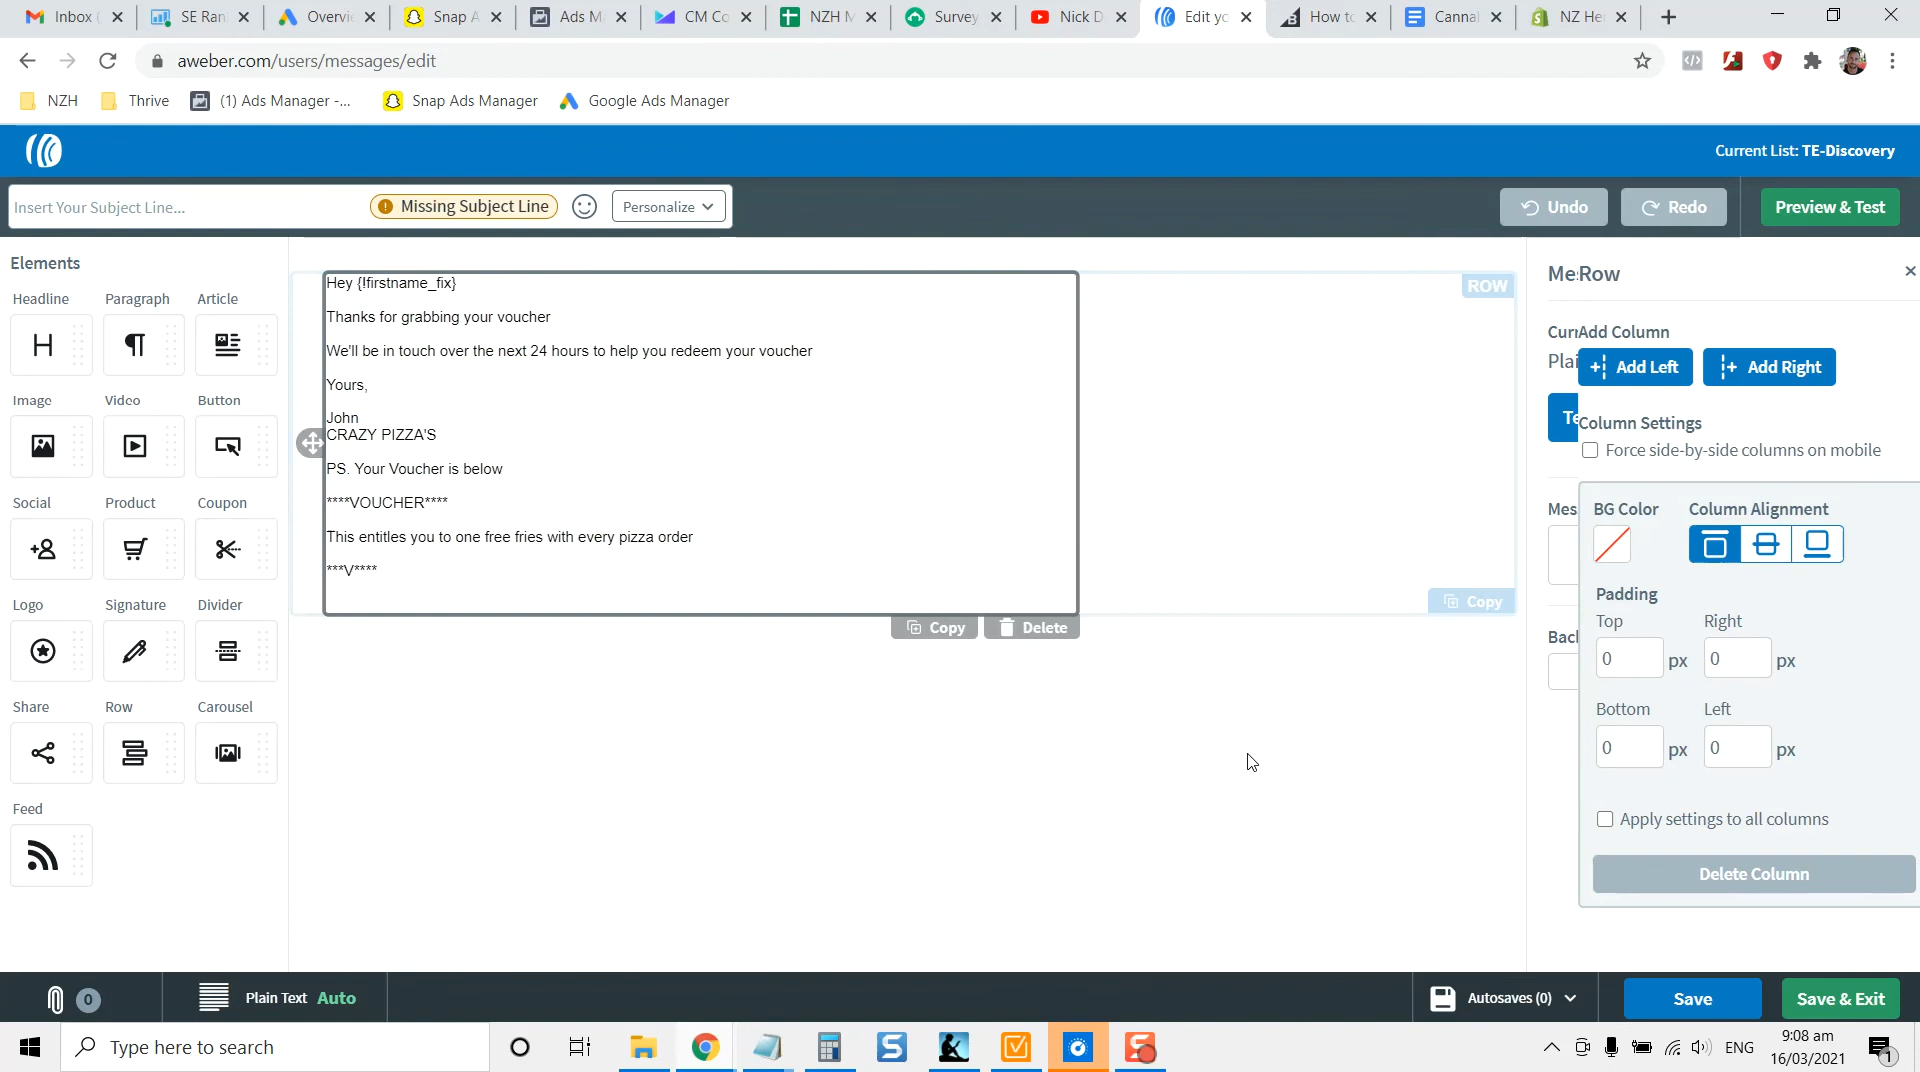 Inbox (
SE Ran
Overvi
Snap A
Ads M
CM Co
NZH M
Survey
Nick D
Edit yo
How to
Canna
NZ He
aweber.com/users/messages/edit
NZH
Thrive
(1) Ads Manager -...
Snap Ads Manager
Google Ads Manager
Current List: TE-Discovery
Insert Your Subject Line...
Missing Subject Line
Personalize
Undo
Redo
Preview & Test
Elements
Headline
Paragraph
Article
Image
Video
Button
Social
Product
Coupon
Logo
Signature
Divider
Share
Row
Carousel
Feed
Hey {!firstname_fix}
Thanks for grabbing your voucher
We'll be in touch over the next 24 hours to help you redeem your voucher
Yours,
John
CRAZY PIZZA'S
PS. Your Voucher is below
****VOUCHER****
This entitles you to one free fries with every pizza order
***V****
ROW
Copy
Copy
Delete
Me:Row
Curr
Add Column
Plai
Add Left
Add Right
Te
Column Settings
Force side-by-side columns on mobile
Mes
BG Color
Column Alignment
Padding
Top
Right
0 px
0 px
Bacl
Bottom
Left
0 px
0 px
Apply settings to all columns
Delete Column
0
Plain Text Auto
Autosaves (0)
Save
Save & Exit
Type here to search
ENG
9:08 am
16/03/2021
1